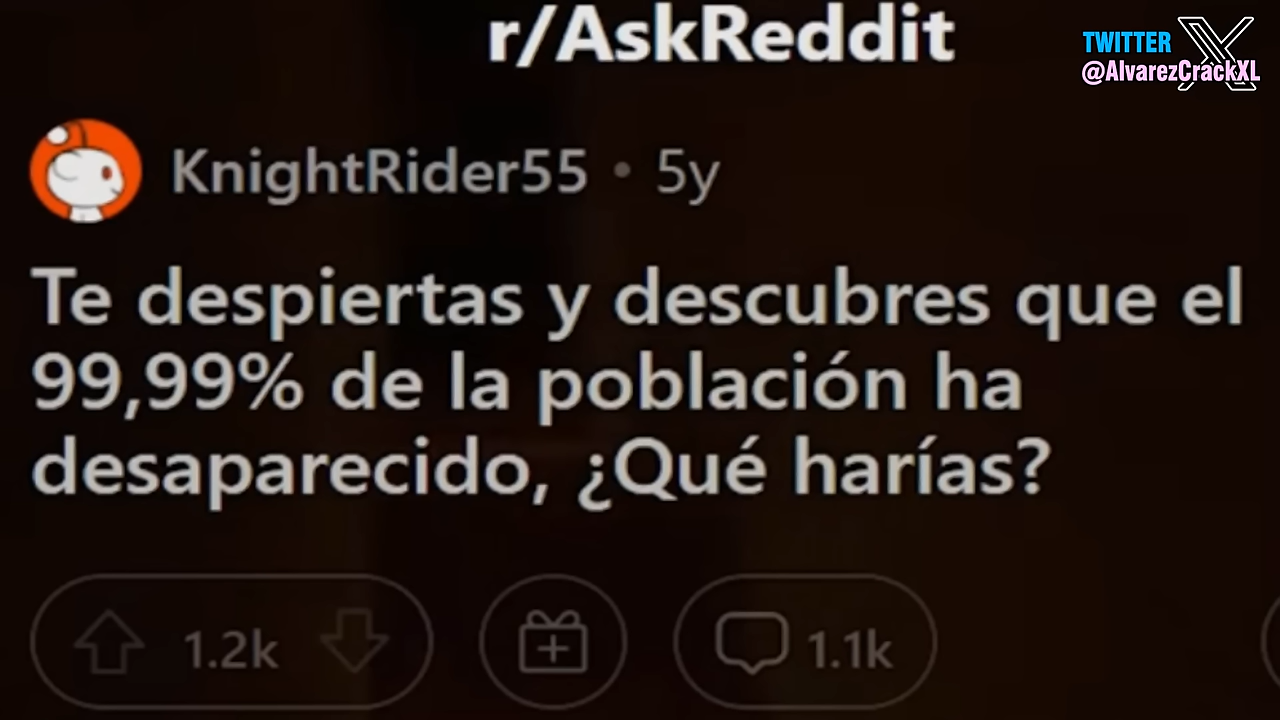 r/AskReddit
TWITTER
@AlvarezCrackXL
KnightRider55 • 5y
Te despiertas y descubres que el
99,99% de la población ha
desaparecido, ¿Qué harías?
1.2k
1.1k